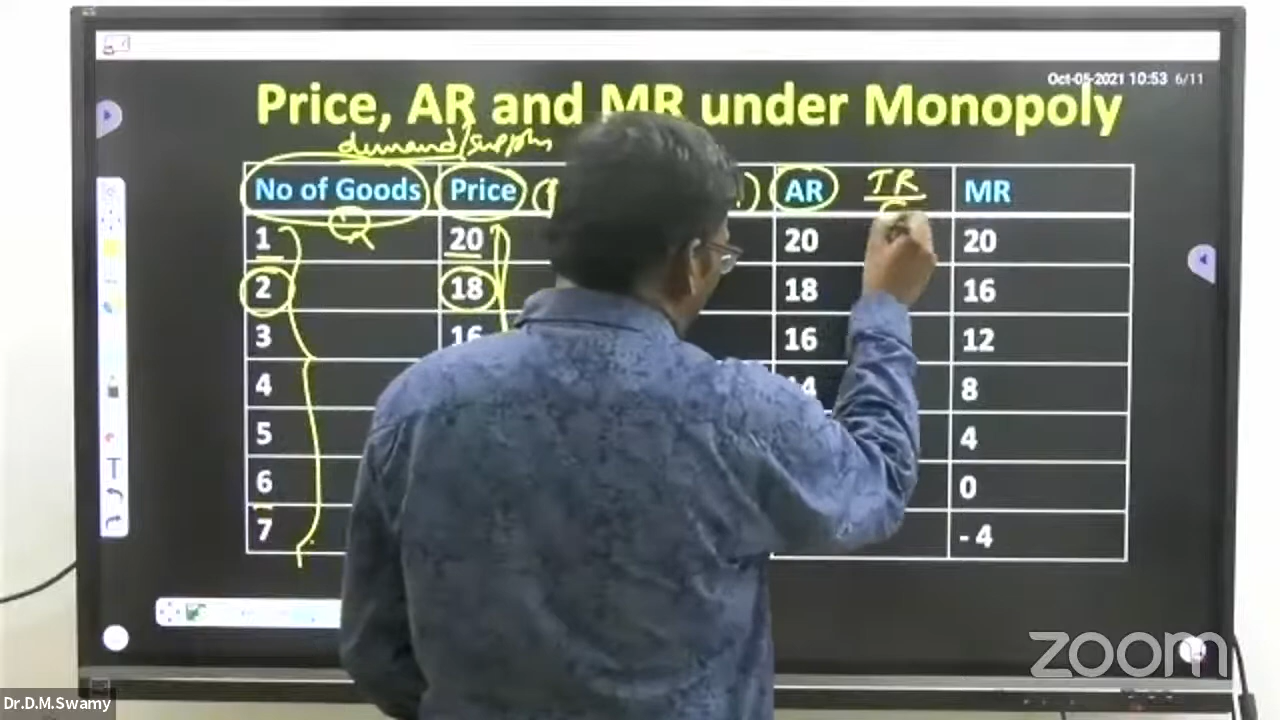 Oct-05-2021 10:53 6/11
Price, AR and MR under Monopoly
demand/supply
No of Goods Price ( ) AR TR MR
Q
1 20 20 20
2 18 18 16
3 16 16 12
4 14 8
5 4
6 0
7 - 4
T
zoom
Dr.D.M.Swamy